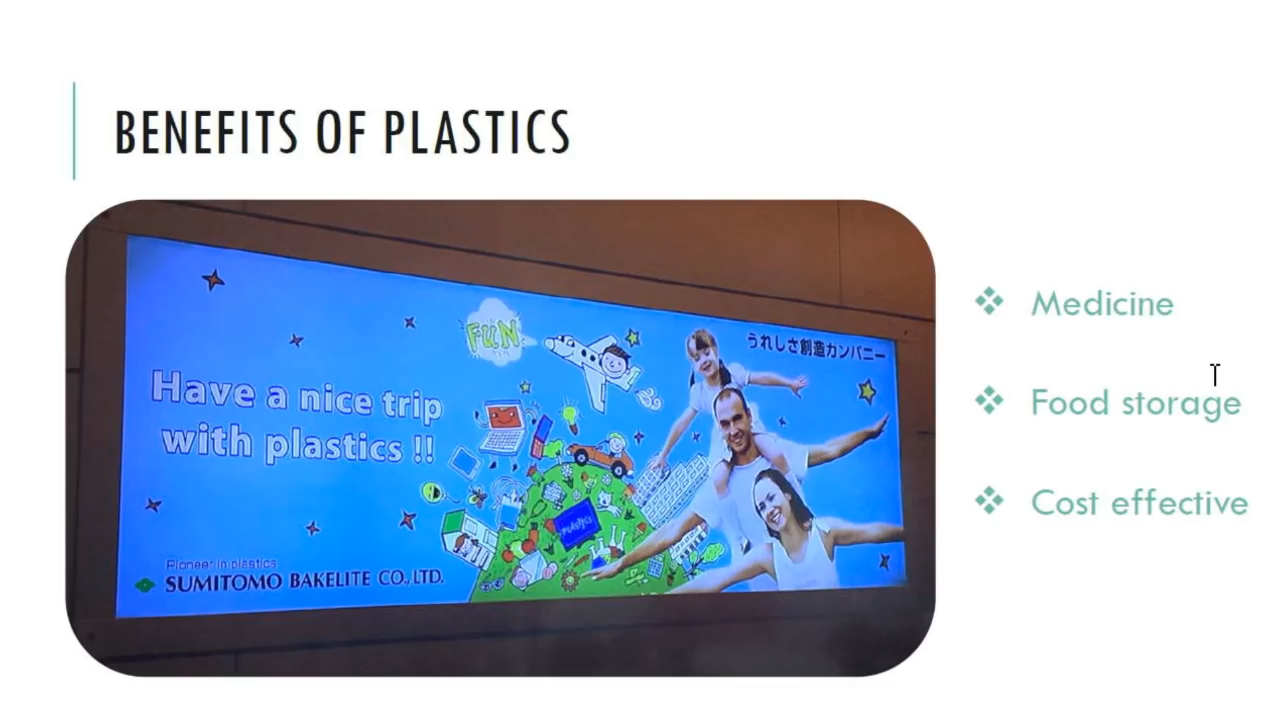 BENEFITS OF PLASTICS
FUN
うれしさ創造カンパニー
Have a nice trip
with plastics !!
PLASTICS
Pioneer in plastics
SUMITOMO BAKELITE CO., LTD.
❖ Medicine
❖ Food storage
❖ Cost effective